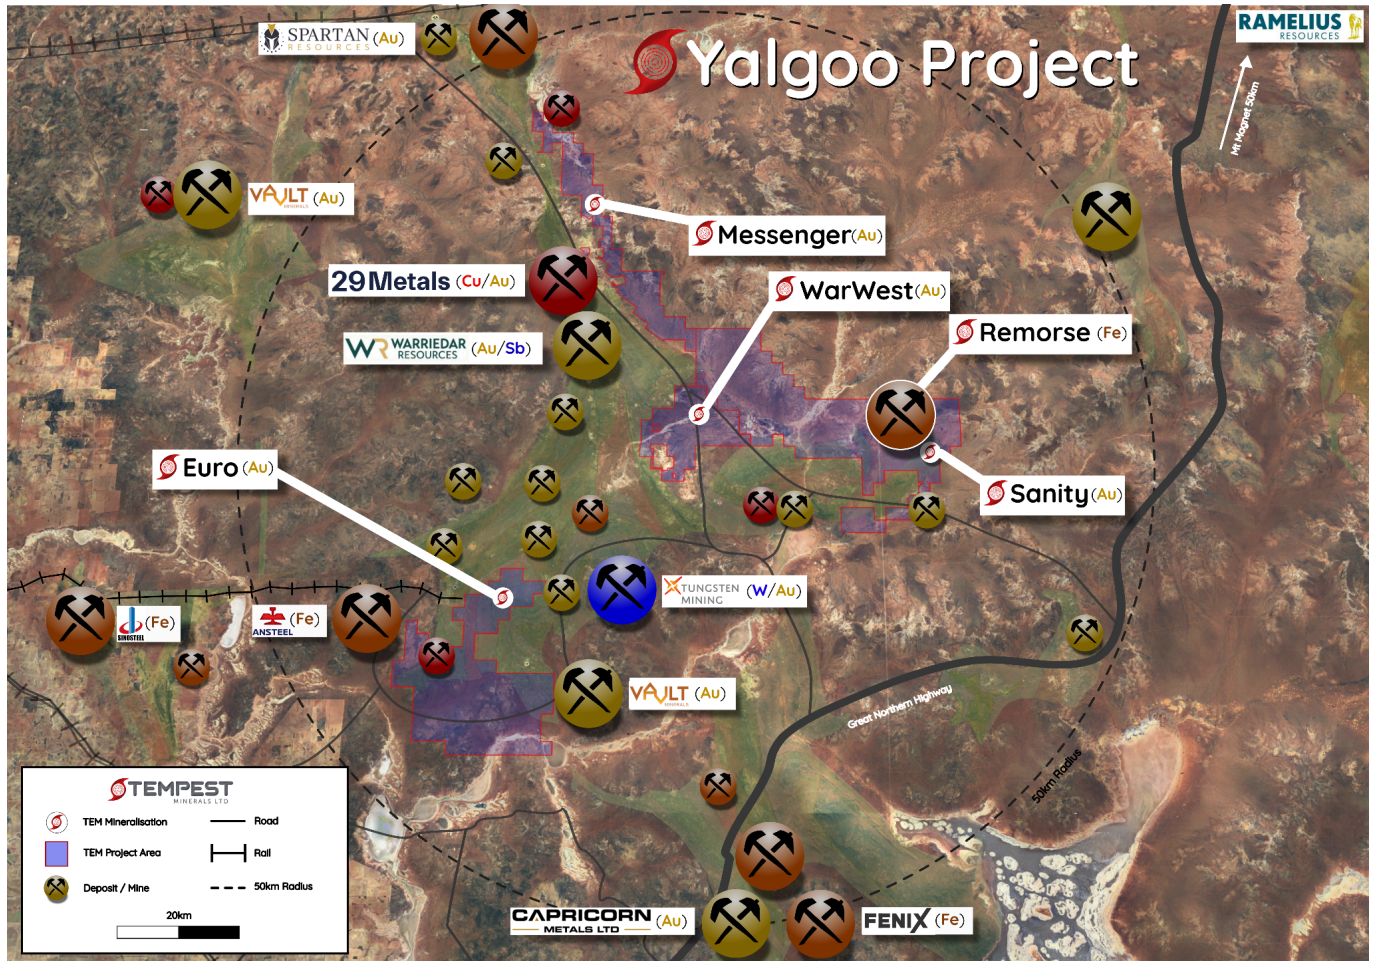 SPARTAN
RESOURCES
(Au)
Yalgoo Project
RAMELIUS
RESOURCES
Mt Magnet 50km
VAULT
MINERALS
(Au)
Messenger(Au)
29Metals (Cu/Au)
WarWest(Au)
Remorse (Fe)
WARRIEDAR
RESOURCES
(Au/Sb)
Euro(Au)
Sanity(Au)
TUNGSTEN
MINING
(W/Au)
SINOSTEEL
(Fe)
ANSTEEL
(Fe)
VAULT
MINERALS
(Au)
Great Northern Highway
50km Radius
TEMPEST
MINERALS LTD
TEM Mineralisation
Road
TEM Project Area
Rail
Deposit / Mine
50km Radius
20km
CAPRICORN
METALS LTD
(Au)
FENIX (Fe)